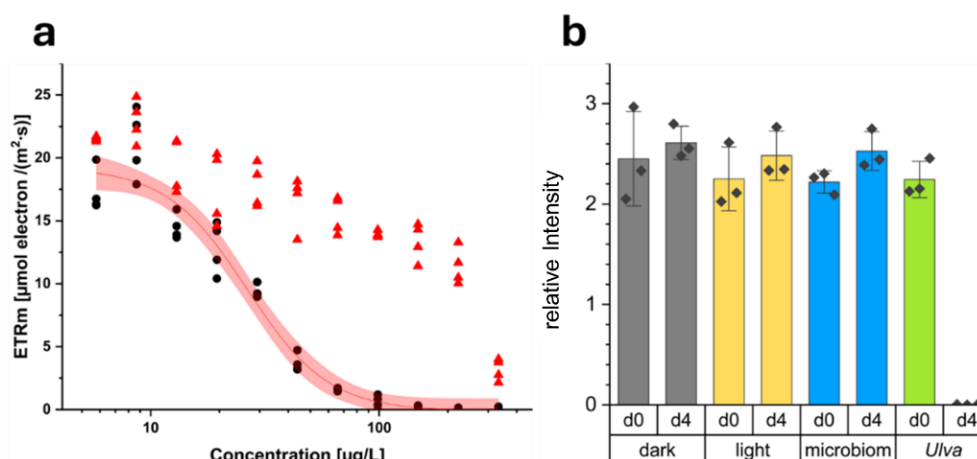 a
b
ETRm [µmol electron /(m²·s)]
25
20
15
10
5
0
10
100
Concentration [µg/L]
relative Intensity
3
2
1
0
d0 d4 d0 d4 d0 d4 d0 d4
dark light microbiom Ulva